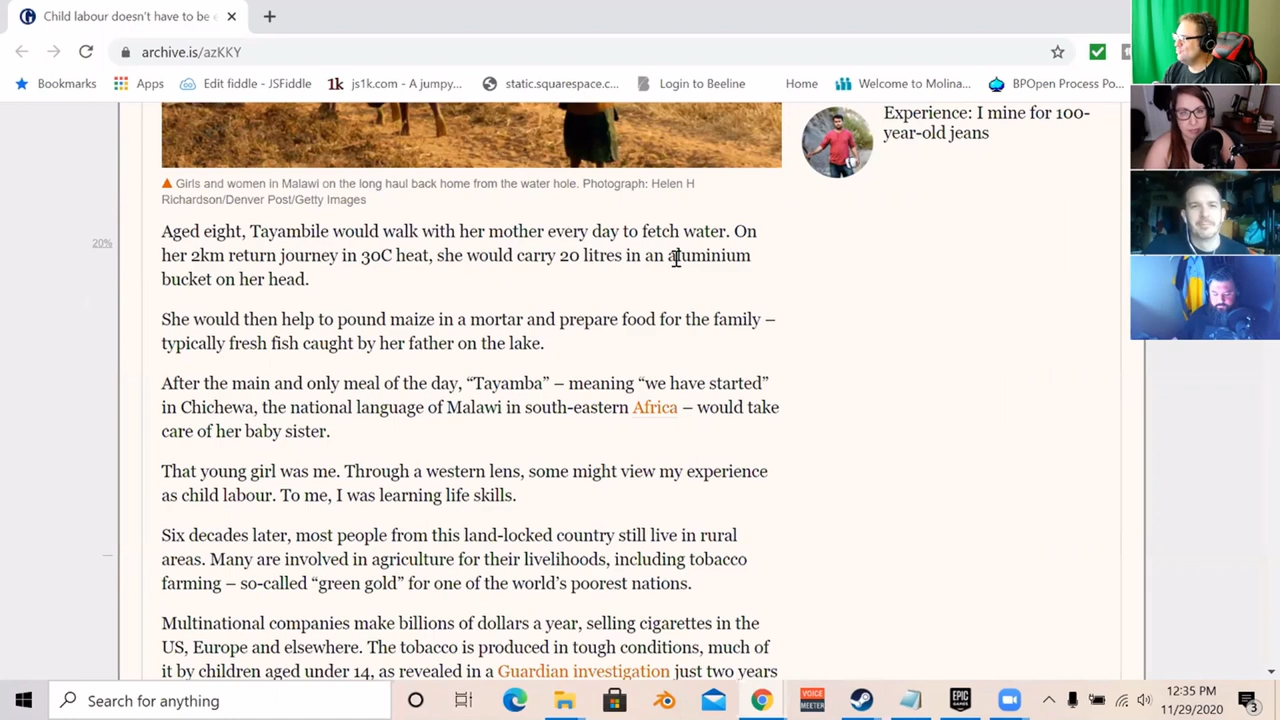 Child labour doesn't have to be e
archive.is/azKKY
Bookmarks
Apps
Edit fiddle - JSFiddle
js1k.com - A jumpy...
static.squarespace.c...
Login to Beeline
Home
Welcome to Molina...
BPOpen Process Po...
Experience: I mine for 100-
year-old jeans
Girls and women in Malawi on the long haul back home from the water hole. Photograph: Helen H
Richardson/Denver Post/Getty Images
20%
Aged eight, Tayambile would walk with her mother every day to fetch water. On
her 2km return journey in 30C heat, she would carry 20 litres in an aluminium
bucket on her head.
She would then help to pound maize in a mortar and prepare food for the family –
typically fresh fish caught by her father on the lake.
After the main and only meal of the day, “Tayamba” – meaning “we have started”
in Chichewa, the national language of Malawi in south-eastern Africa – would take
care of her baby sister.
That young girl was me. Through a western lens, some might view my experience
as child labour. To me, I was learning life skills.
Six decades later, most people from this land-locked country still live in rural
areas. Many are involved in agriculture for their livelihoods, including tobacco
farming – so-called “green gold” for one of the world’s poorest nations.
Multinational companies make billions of dollars a year, selling cigarettes in the
US, Europe and elsewhere. The tobacco is produced in tough conditions, much of
it by children aged under 14, as revealed in a Guardian investigation just two years
Search for anything
VOICE
MEETER
EPIC
GAMES
12:35 PM
11/29/2020
3